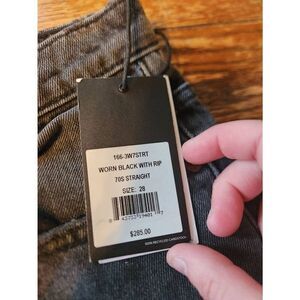 166-3W7STRT
WORN BLACK WITH RIP
70S STRAIGHT
SIZE: 28
$285.00